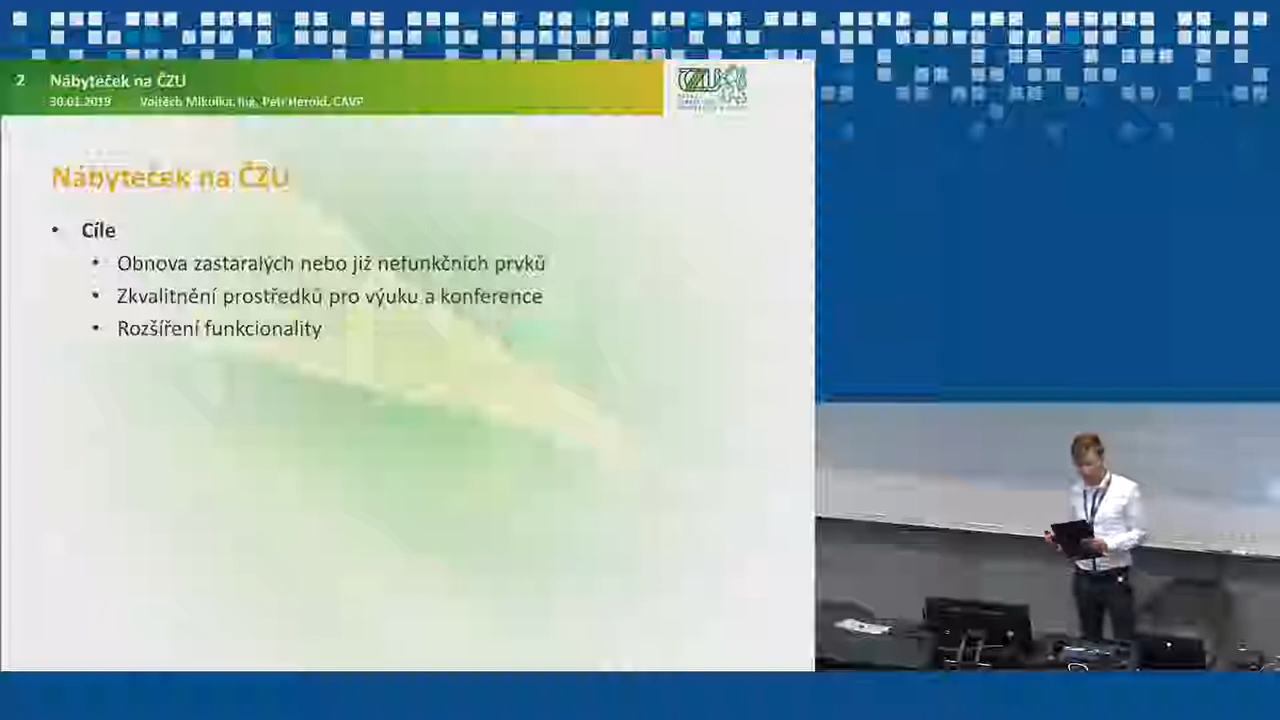 2 Nábyteček na ČZU
30.01.2019 Vojtěch Mikulka, Ing. Petr Herold, CAVP
Nábyteček na ČZU
• Cíle
• Obnova zastaralých nebo již nefunkčních prvků
• Zkvalitnění prostředků pro výuku a konference
• Rozšíření funkcionality